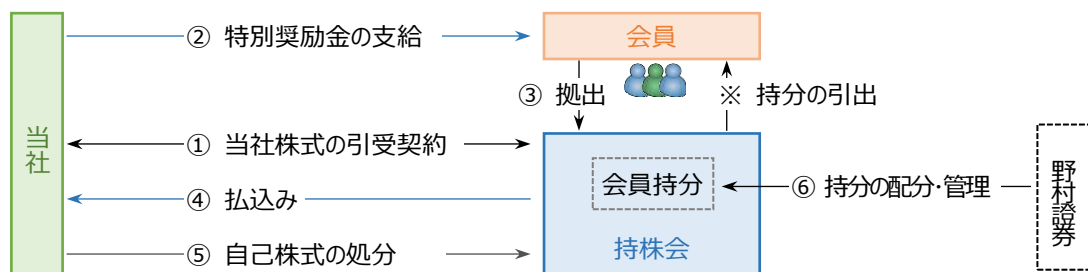 ② 特別奨励金の支給
会員
③ 拠出
※ 持分の引出
当社
① 当社株式の引受契約
会員持分
⑥ 持分の配分･管理
野村證券
④ 払込み
持株会
⑤ 自己株式の処分